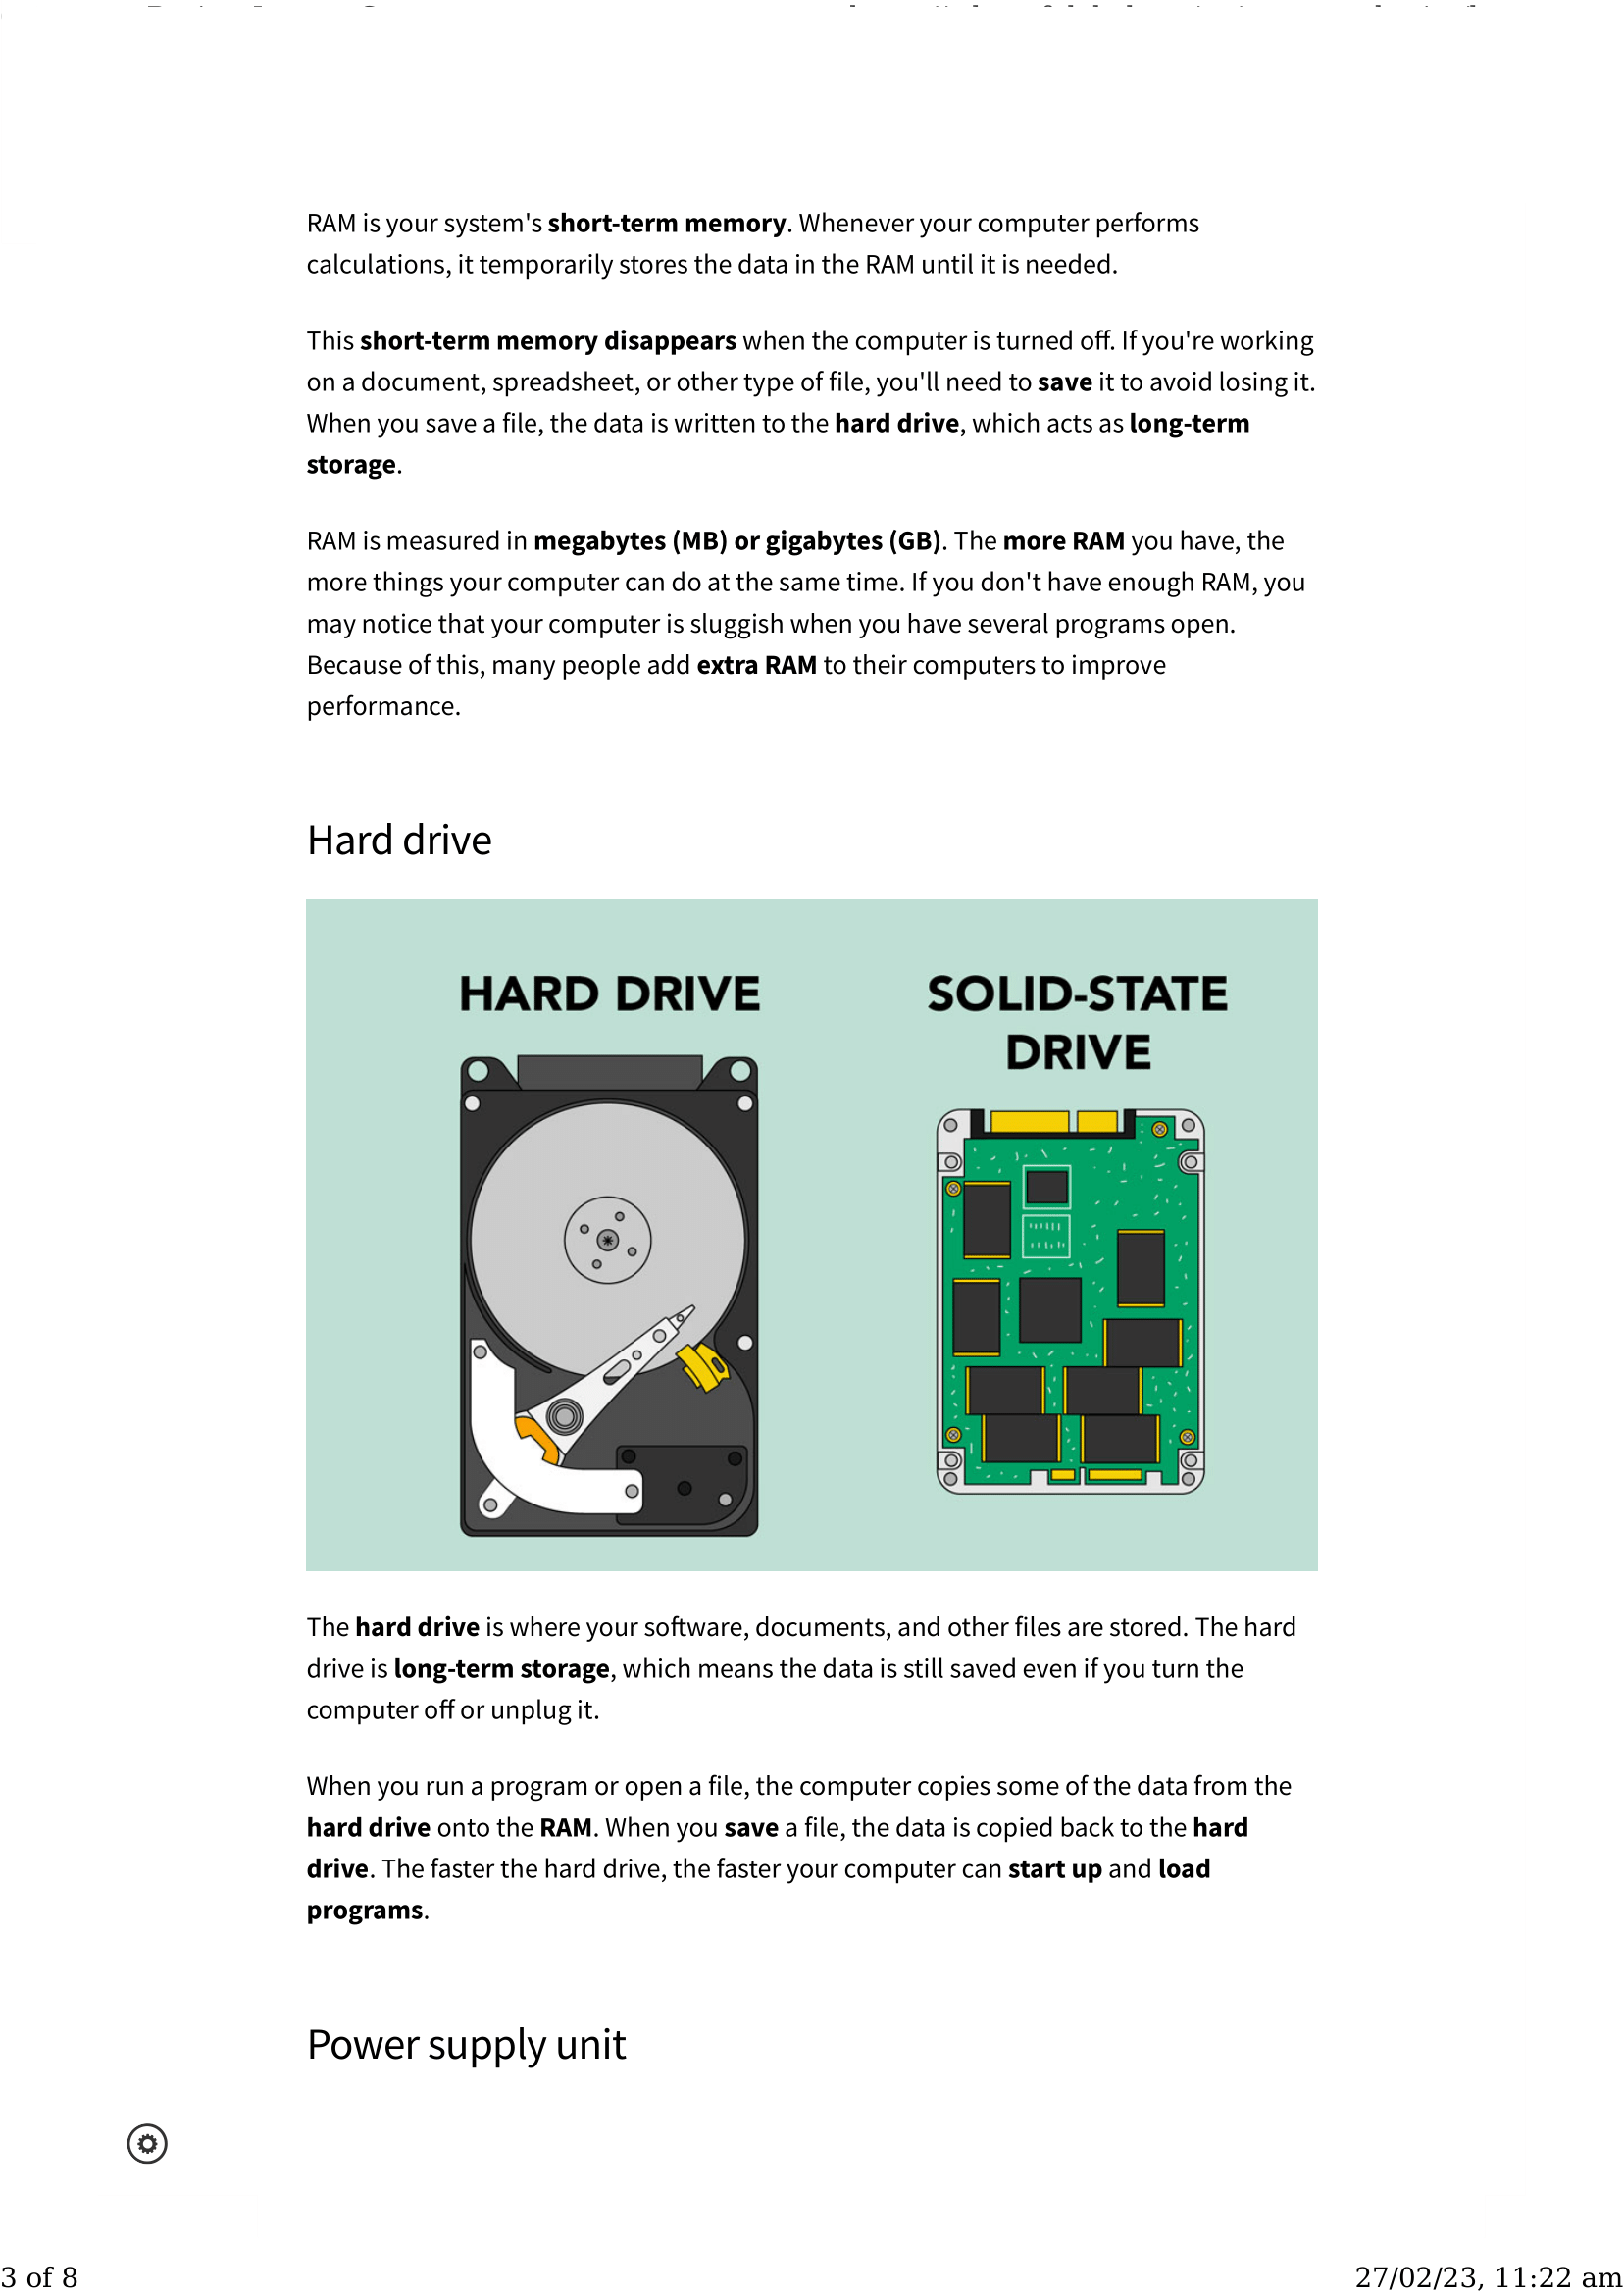 RAM is your system's short-term memory. Whenever your computer performs
calculations, it temporarily stores the data in the RAM until it is needed.
This short-term memory disappears when the computer is turned off. If you're working
on a document, spreadsheet, or other type of file, you'll need to save it to avoid losing it.
When you save a file, the data is written to the hard drive, which acts as long-term
storage.
RAM is measured in megabytes (MB) or gigabytes (GB). The more RAM you have, the
more things your computer can do at the same time. If you don't have enough RAM, you
may notice that your computer is sluggish when you have several programs open.
Because of this, many people add extra RAM to their computers to improve
performance.
Hard drive
HARD DRIVE
SOLID-STATE
DRIVE
The hard drive is where your software, documents, and other files are stored. The hard
drive is long-term storage, which means the data is still saved even if you turn the
computer off or unplug it.
When you run a program or open a file, the computer copies some of the data from the
hard drive onto the RAM. When you save a file, the data is copied back to the hard
drive. The faster the hard drive, the faster your computer can start up and load
programs.
Power supply unit
3 of 8
27/02/23, 11:22 am